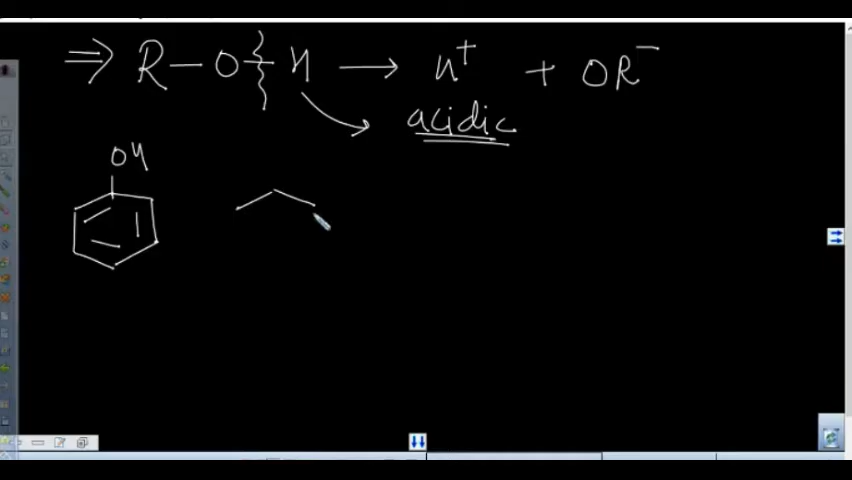 ⇒ R-O-H → H⁺ + OR⁻
acidic
OH